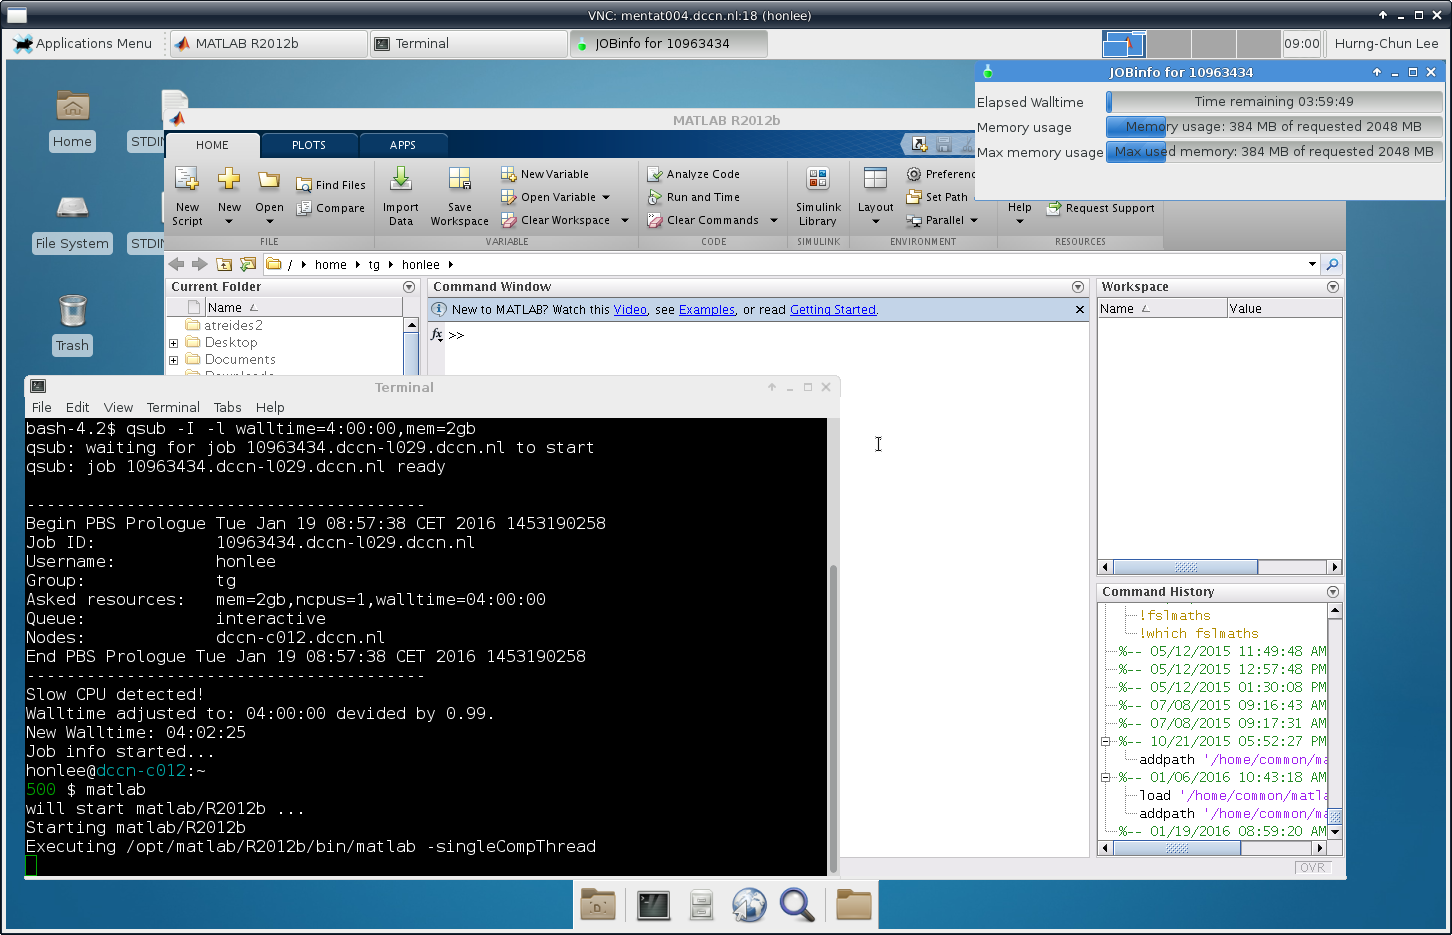 VNC: mentat004.dccn.nl:18 (honlee)
Applications Menu
MATLAB R2012b
Terminal
JOBinfo for 10963434
09:00
Hurng-Chun Lee
JOBinfo for 10963434
Elapsed Walltime
Time remaining 03:59:49
Memory usage
Memory usage: 384 MB of requested 2048 MB
Max memory usage
Max used memory: 384 MB of requested 2048 MB
Home
File System
Trash
STDIN
STDIN
MATLAB R2012b
HOME
PLOTS
APPS
New Script
New
Open
Find Files
Compare
Import Data
Save Workspace
New Variable
Open Variable
Clear Workspace
Analyze Code
Run and Time
Clear Commands
Simulink Library
Layout
Preferenc
Set Path
Parallel
Help
Request Support
FILE
VARIABLE
CODE
SIMULINK
ENVIRONMENT
RESOURCES
/ home tg honlee
Current Folder
Name
atreides2
Desktop
Documents
Command Window
New to MATLAB? Watch this Video, see Examples, or read Getting Started.
fx >>
Workspace
Name
Value
Command History
!fslmaths
!which fslmaths
%-- 05/12/2015 11:49:48 AM
%-- 05/12/2015 12:57:48 PM
%-- 05/12/2015 01:30:08 PM
%-- 07/08/2015 09:16:43 AM
%-- 07/08/2015 09:17:31 AM
%-- 10/21/2015 05:52:27 PM
addpath '/home/common/ma
%-- 01/06/2016 10:43:18 AM
load '/home/common/matla
addpath '/home/common/ma
%-- 01/19/2016 08:59:20 AM
OVR
Terminal
File Edit View Terminal Tabs Help
bash-4.2$ qsub -I -l walltime=4:00:00,mem=2gb
qsub: waiting for job 10963434.dccn-l029.dccn.nl to start
qsub: job 10963434.dccn-l029.dccn.nl ready
----------------------------------------
Begin PBS Prologue Tue Jan 19 08:57:38 CET 2016 1453190258
Job ID: 10963434.dccn-l029.dccn.nl
Username: honlee
Group: tg
Asked resources: mem=2gb,ncpus=1,walltime=04:00:00
Queue: interactive
Nodes: dccn-c012.dccn.nl
End PBS Prologue Tue Jan 19 08:57:38 CET 2016 1453190258
----------------------------------------
Slow CPU detected!
Walltime adjusted to: 04:00:00 devided by 0.99.
New Walltime: 04:02:25
Job info started...
honlee@dccn-c012:~
500 $ matlab
will start matlab/R2012b ...
Starting matlab/R2012b
Executing /opt/matlab/R2012b/bin/matlab -singleCompThread